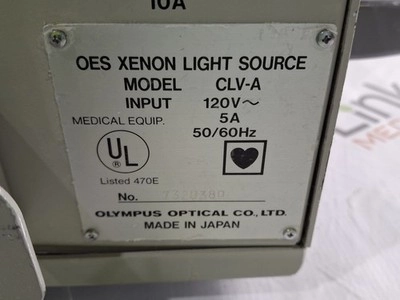 10A
OES XENON LIGHT SOURCE
MODEL CLV-A
INPUT 120V~
MEDICAL EQUIP. 5A
50/60Hz
UL
®
Listed 470E
No.
OLYMPUS OPTICAL CO., LTD.
MADE IN JAPAN